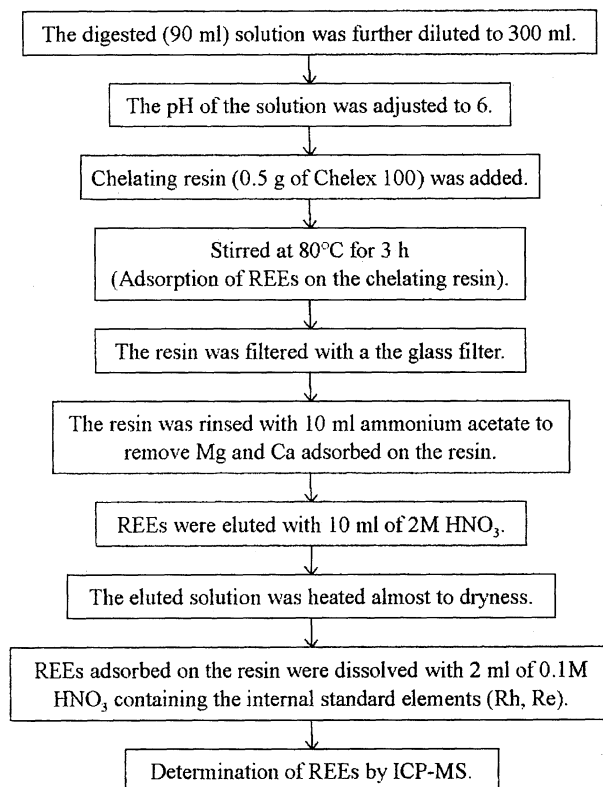 The digested (90 ml) solution was further diluted to 300 ml.
The pH of the solution was adjusted to 6.
Chelating resin (0.5 g of Chelex 100) was added.
Stirred at 80°C for 3 h
(Adsorption of REEs on the chelating resin).
The resin was filtered with a the glass filter.
The resin was rinsed with 10 ml ammonium acetate to
remove Mg and Ca adsorbed on the resin.
REEs were eluted with 10 ml of 2M HNO₃.
The eluted solution was heated almost to dryness.
REEs adsorbed on the resin were dissolved with 2 ml of 0.1M
HNO₃ containing the internal standard elements (Rh, Re).
Determination of REEs by ICP-MS.